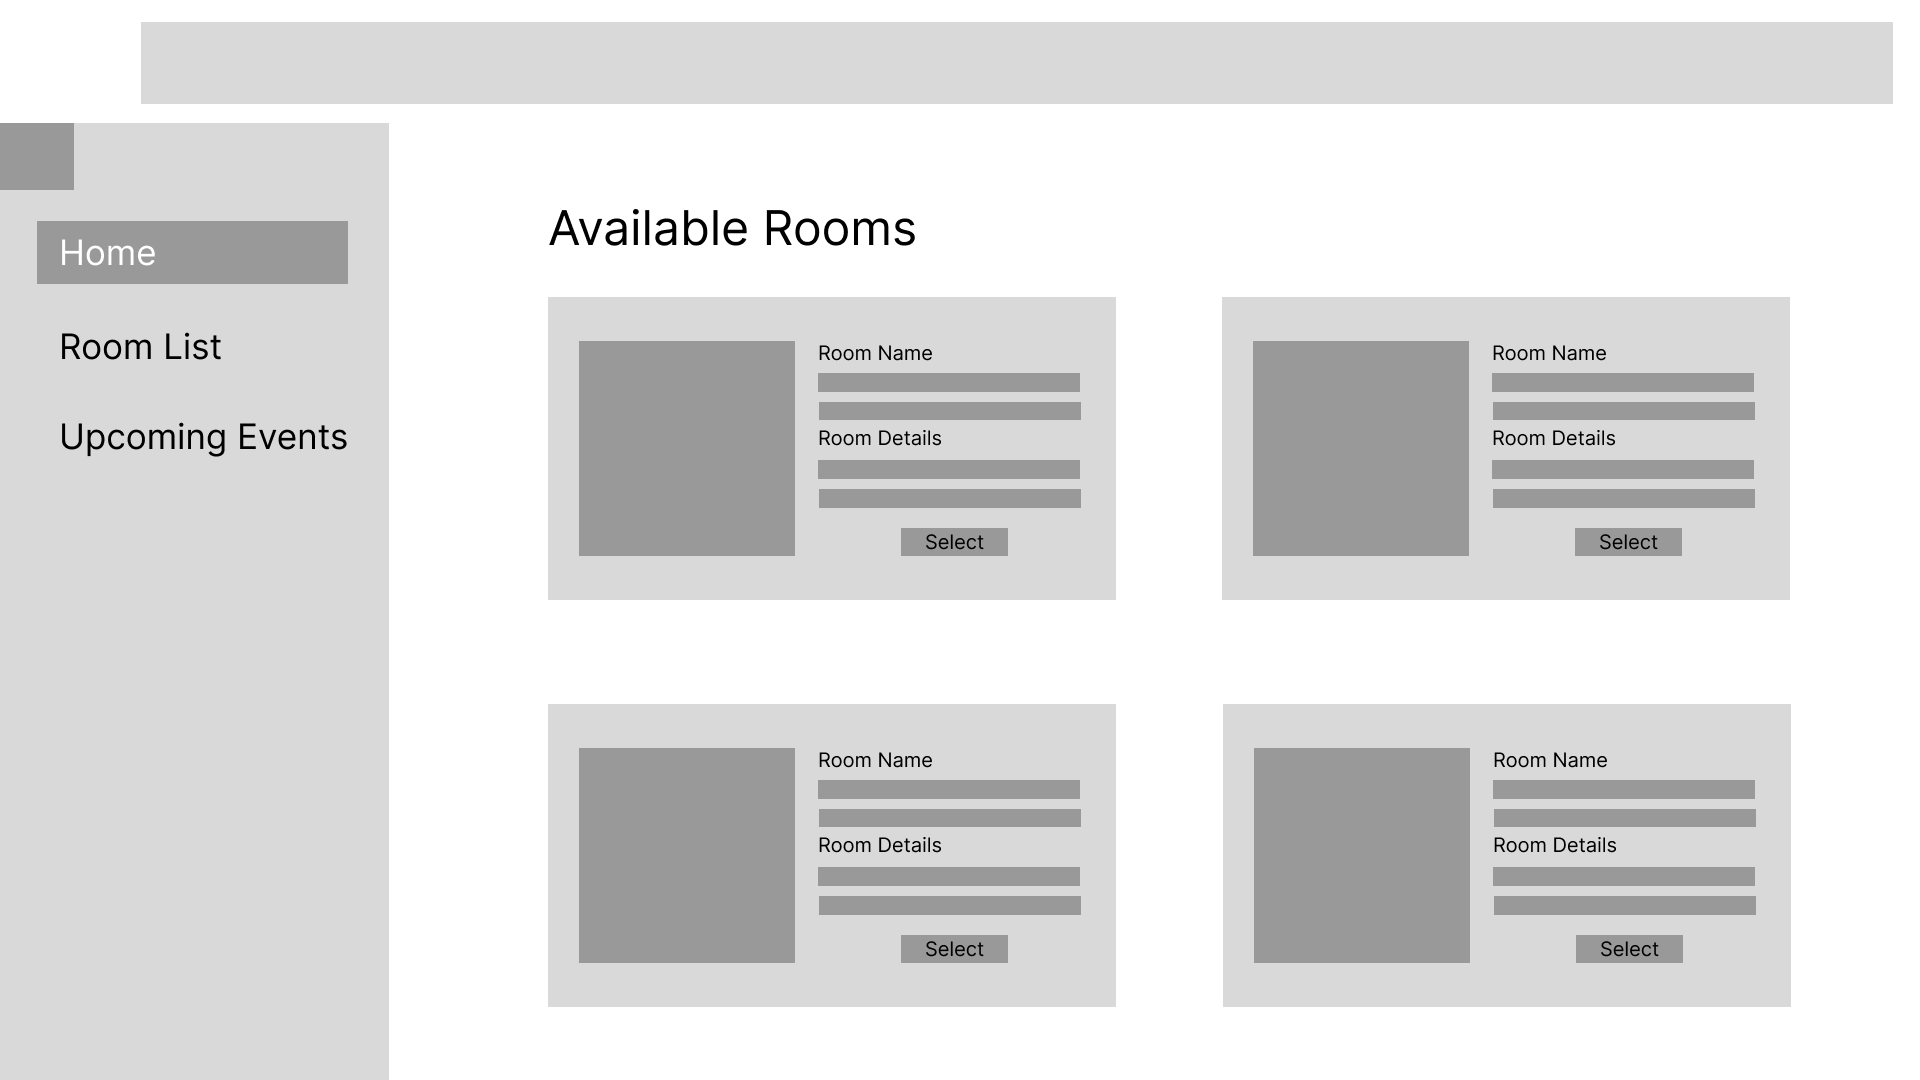 Home
Room List
Upcoming Events
Available Rooms
Room Name
Room Details
Select
Room Name
Room Details
Select
Room Name
Room Details
Select
Room Name
Room Details
Select